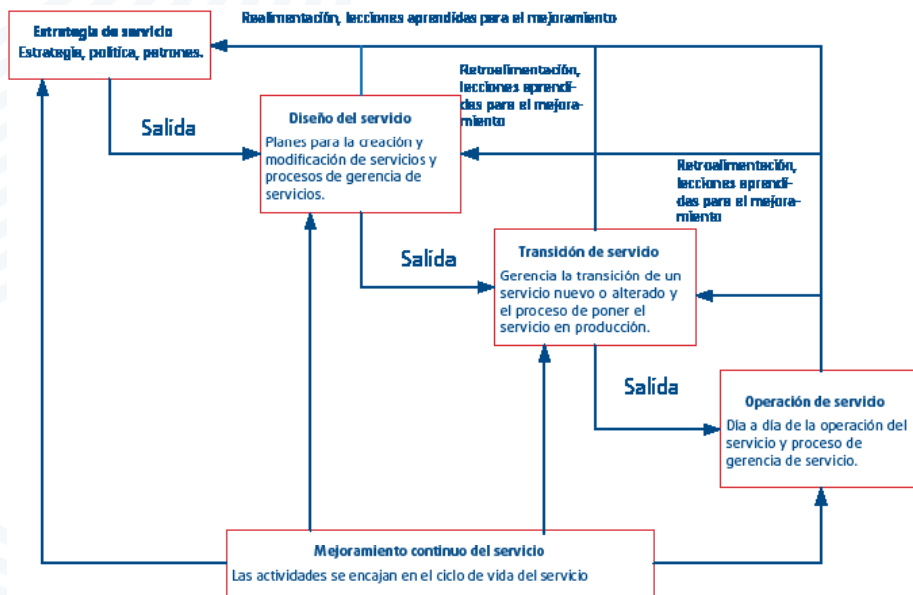 Realimentación, lecciones aprendidas para el mejoramiento
Estrategia de servicio
Estrategia, política, patrones.
Retroalimentación,
lecciones aprendi-
das para el mejora-
miento
Salida
Diseño del servicio
Planes para la creación y
modificación de servicios y
procesos de gerencia de
servicios.
Retroalimentación,
lecciones aprendi-
das para el mejora-
miento
Salida
Transición de servicio
Gerencia la transición de un
servicio nuevo o alterado y
el proceso de poner el
servicio en producción.
Salida
Operación de servicio
Día a día de la operación del
servicio y proceso de
gerencia de servicio.
Mejoramiento continuo del servicio
Las actividades se encajan en el ciclo de vida del servicio